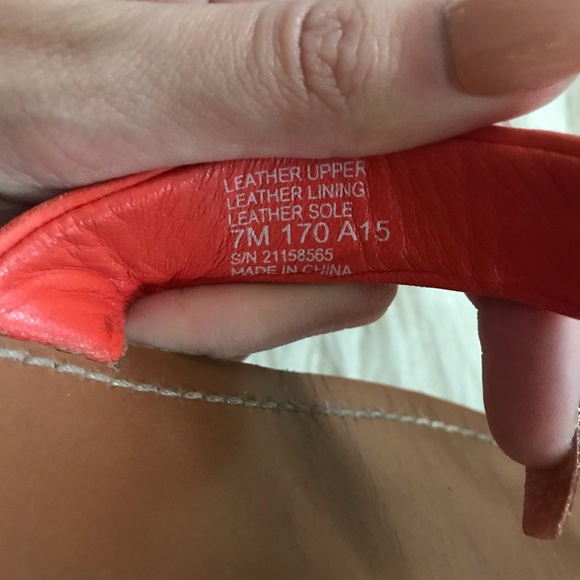 LEATHER UPPER
LEATHER LINING
LEATHER SOLE
7M 170 A15
S/N 21158565
MADE IN CHINA